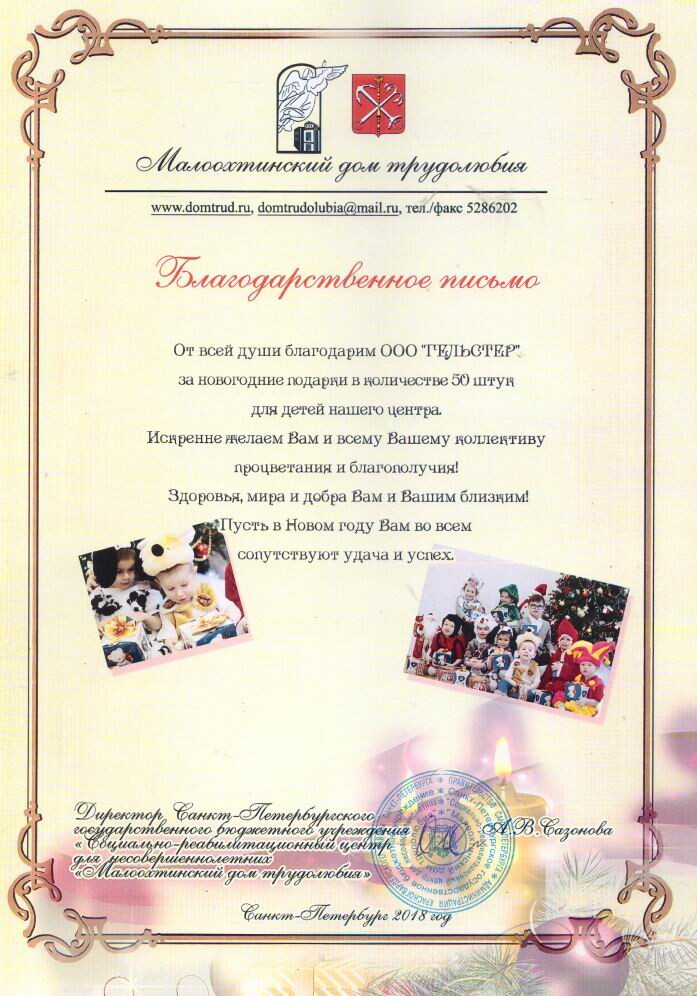 Малоохтинский дом трудолюбия
www.domtrud.ru, domtrudolubia@mail.ru, тел./факс 5286202
Благодарственное письмо
От всей души благодарим ООО "ГЕЛЬСТЕР"
за новогодние подарки в количестве 50 штук
для детей нашего центра.
Искренне желаем Вам и всему Вашему коллективу
процветания и благополучия!
Здоровья, мира и добра Вам и Вашим близким!
Пусть в Новом году Вам во всем
сопутствуют удача и успех.
Директор Санкт-Петербургского
государственного бюджетного учреждения
«Социально-реабилитационный центр
для несовершеннолетних
«Малоохтинский дом трудолюбия»
А.В.Сазонова
Санкт-Петербург 2018 год